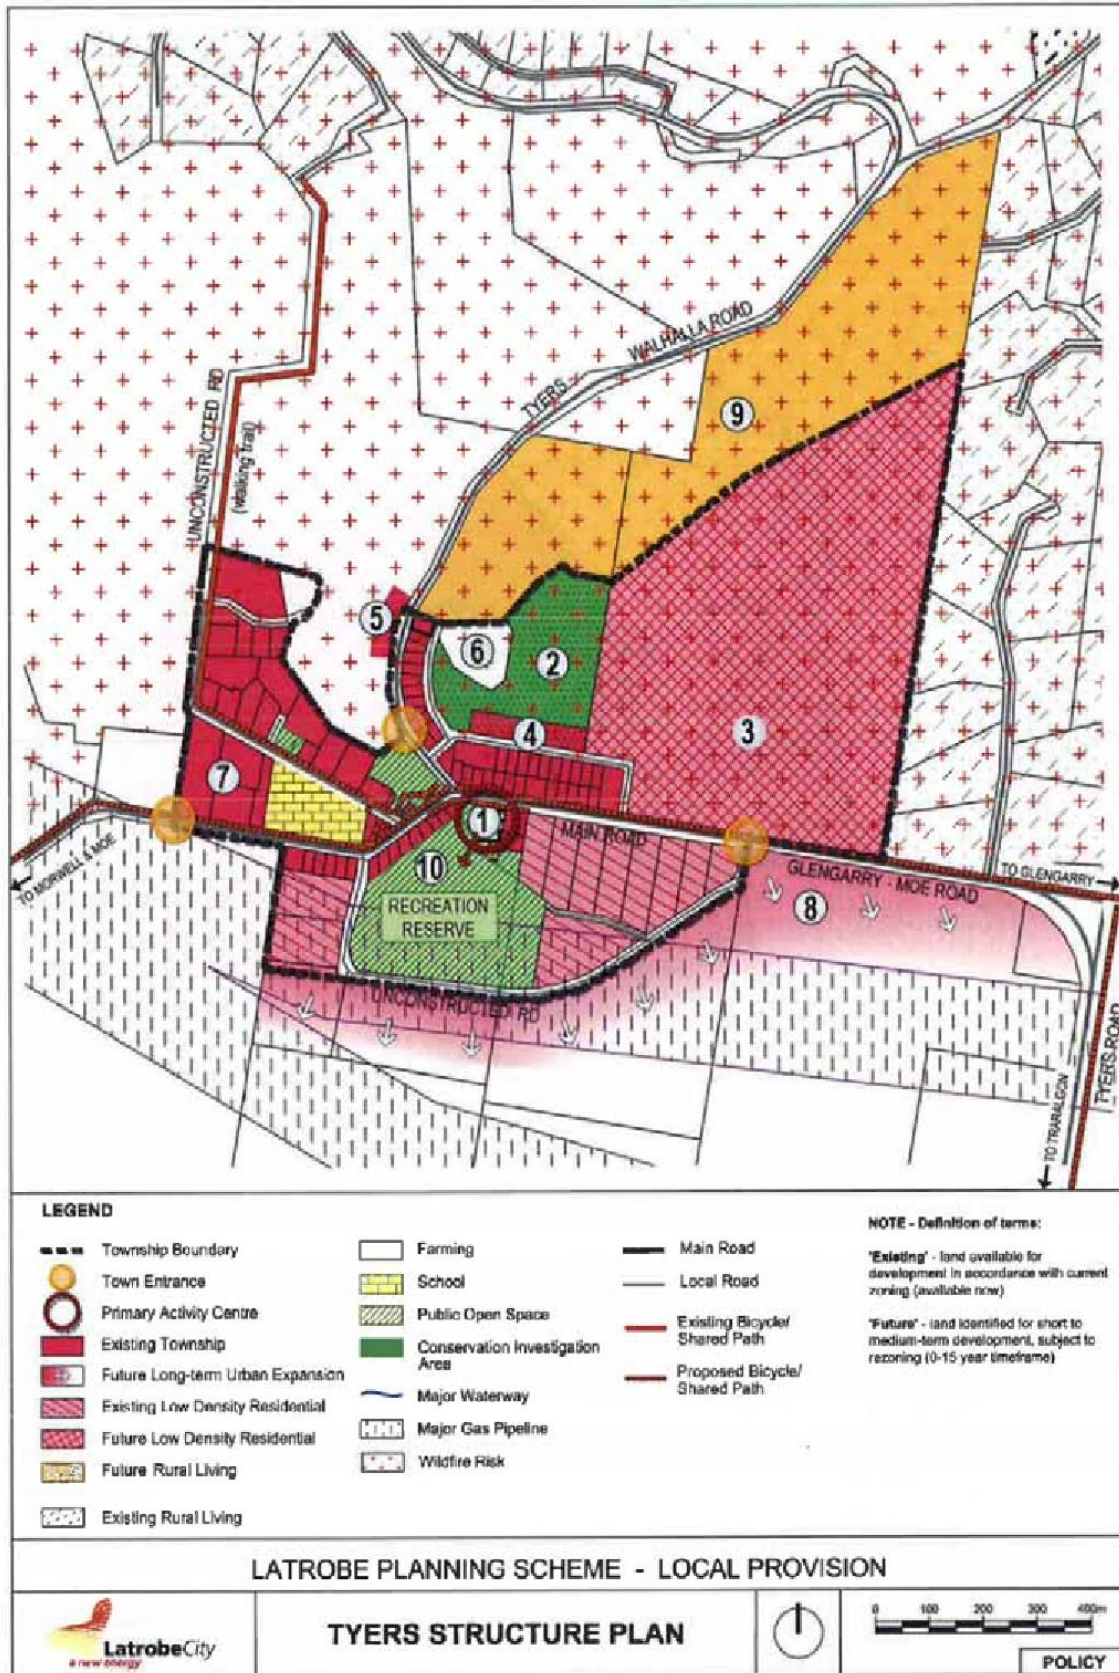 TYERS
WALHALLA ROAD
UNCONSTRUCTED RD
(Walking Trail)
9
5
6
2
3
4
7
1
MAIN ROAD
TO MORWELL & MOE
10
RECREATION
RESERVE
GLENGARRY - MOE ROAD
TO GLENGARRY
8
UNCONSTRUCTED RD
TYERS ROAD
TO TRARALGON
LEGEND
Township Boundary
Town Entrance
Primary Activity Centre
Existing Township
Future Long-term Urban Expansion
Existing Low Density Residential
Future Low Density Residential
Future Rural Living
Existing Rural Living
Farming
School
Public Open Space
Conservation Investigation
Area
Major Waterway
Major Gas Pipeline
Wildfire Risk
Main Road
Local Road
Existing Bicycle/
Shared Path
Proposed Bicycle/
Shared Path
NOTE - Definition of terms:
'Existing' - land available for
development in accordance with current
zoning (available now)
'Future' - land identified for short to
medium-term development, subject to
rezoning (0-15 year timeframe)
LATROBE PLANNING SCHEME - LOCAL PROVISION
LatrobeCity
a new energy
TYERS STRUCTURE PLAN
0 100 200 300 400m
POLICY